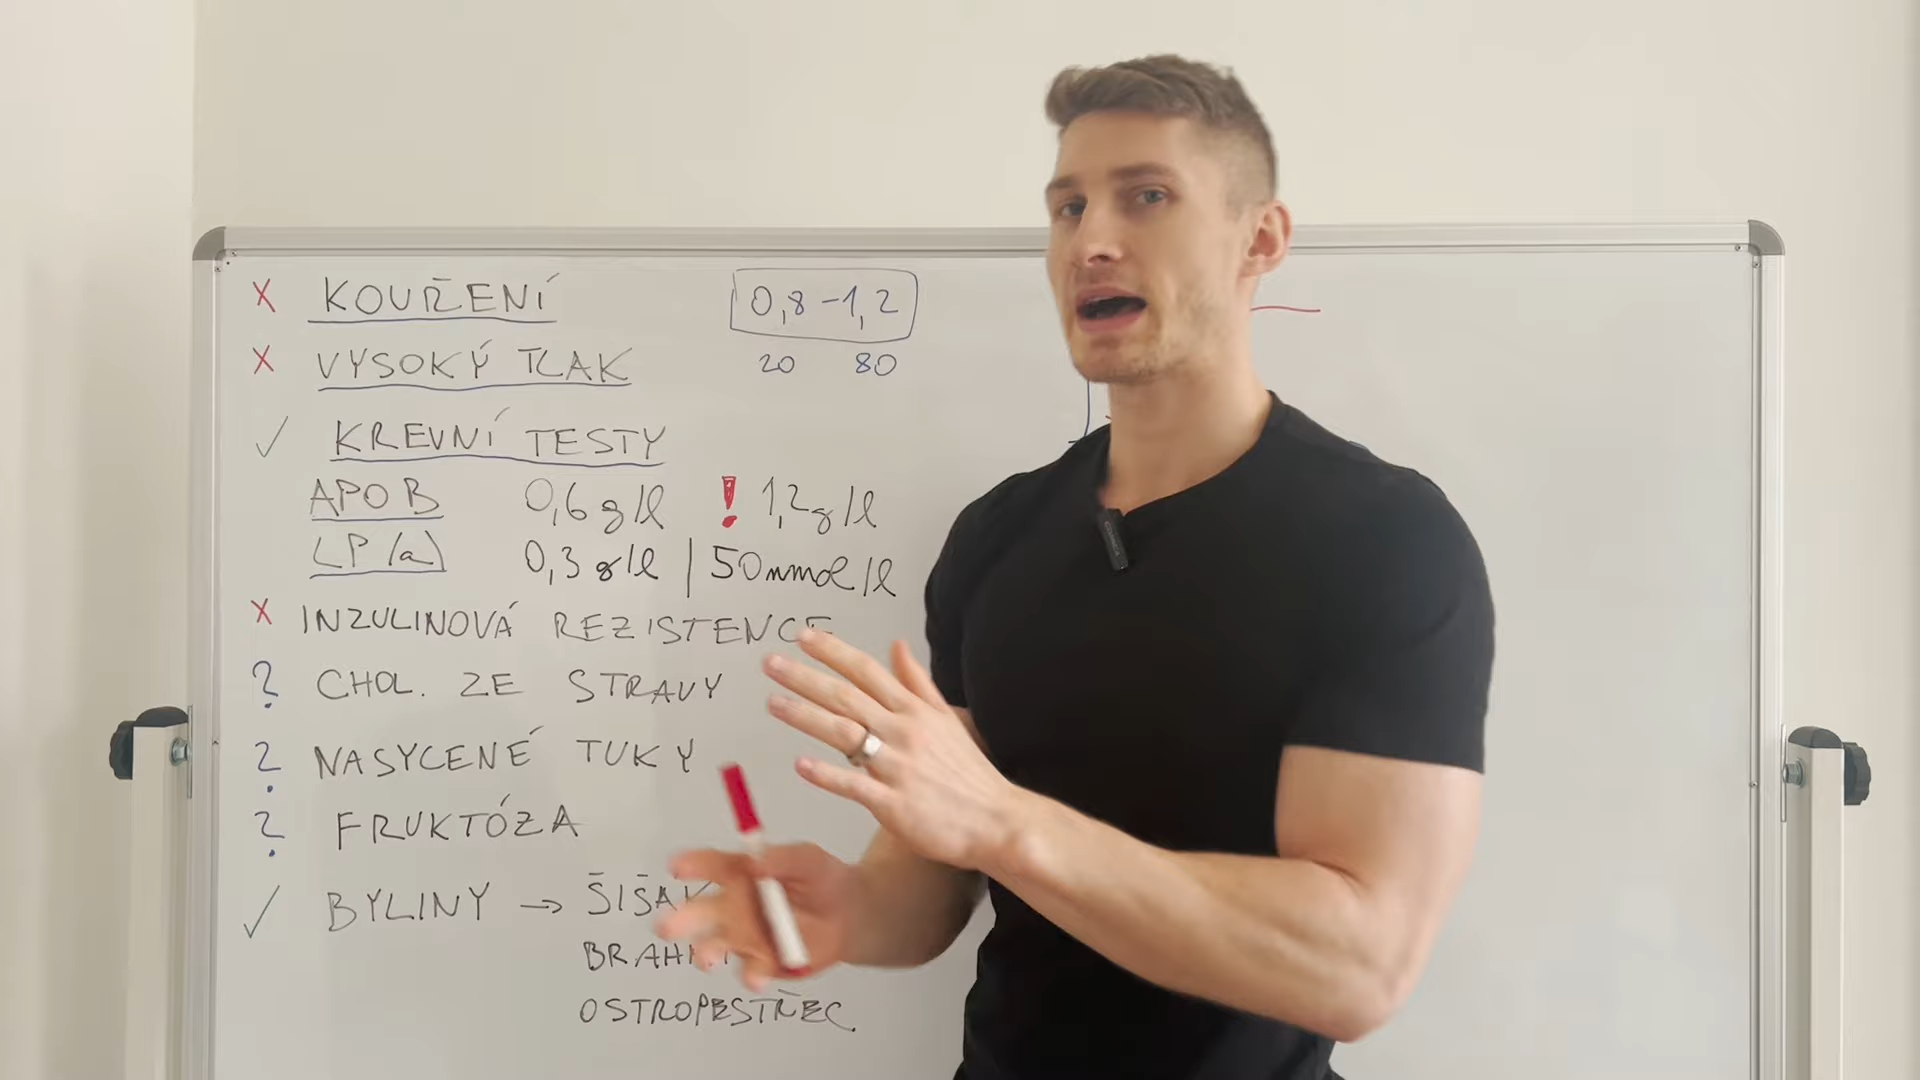 X KOUŘENÍ 0,8-1,2
X VYSOKÝ TLAK 20 80
✓ KREVNÍ TESTY
APO B 0,6 g/l ! 1,2 g/l
LP(a) 0,3 g/l | 50 nmol/l
X INZULINOVÁ REZISTENCE
? CHOL. ZE STRAVY
? NASYCENÉ TUKY
? FRUKTÓZA
✓ BYLINY → ŠIŠÁK
OSTROPESTŘEC